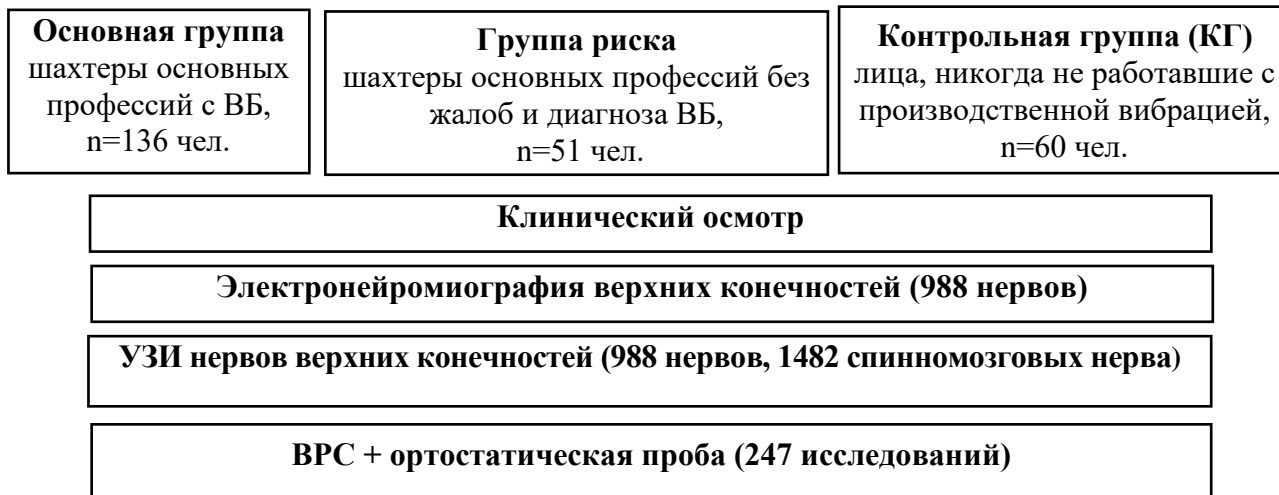 Основная группа
шахтеры основных
профессий с ВБ,
n=136 чел.
Группа риска
шахтеры основных профессий без
жалоб и диагноза ВБ,
n=51 чел.
Контрольная группа (КГ)
лица, никогда не работавшие с
производственной вибрацией,
n=60 чел.
Клинический осмотр
Электронейромиография верхних конечностей (988 нервов)
УЗИ нервов верхних конечностей (988 нервов, 1482 спинномозговых нерва)
ВРС + ортостатическая проба (247 исследований)